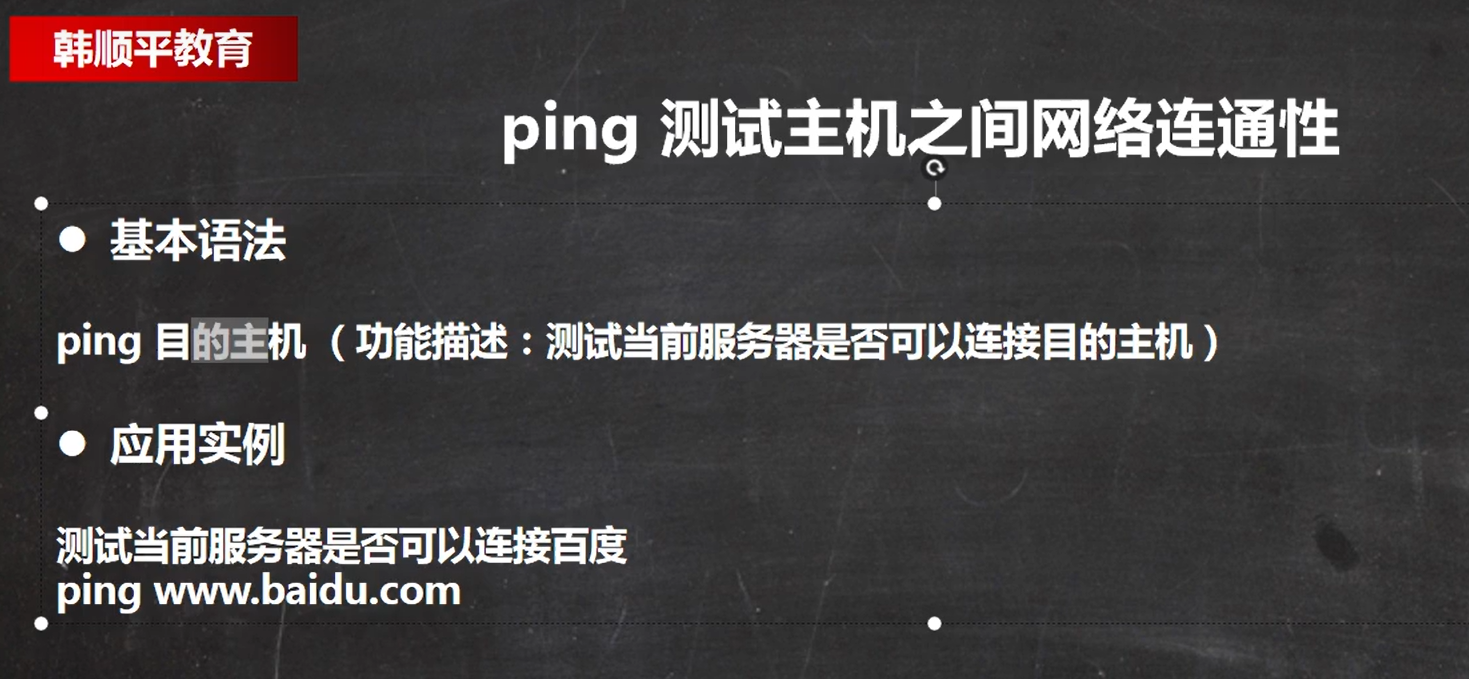 韩顺平教育
ping 测试主机之间网络连通性
● 基本语法
ping 目的主机 （功能描述：测试当前服务器是否可以连接目的主机）
● 应用实例
测试当前服务器是否可以连接百度
ping www.baidu.com